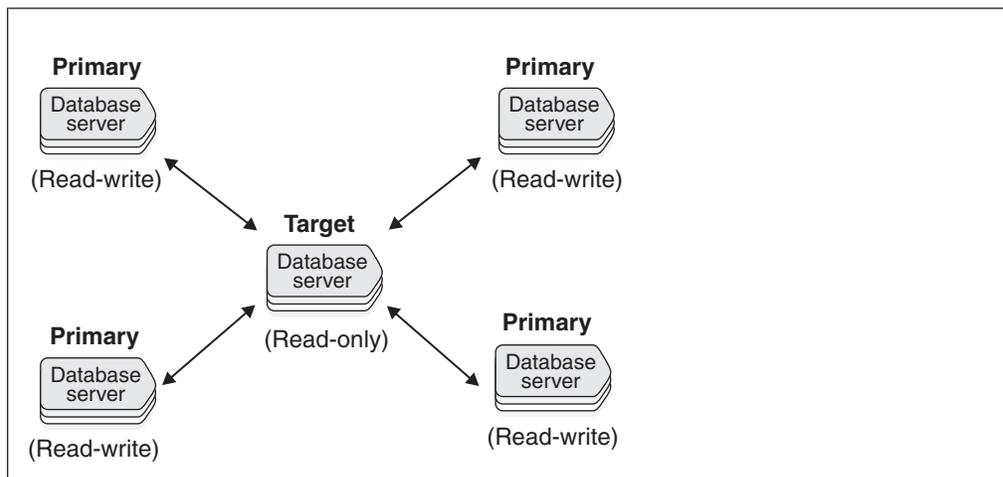 Primary
Database
server
(Read-write)
Primary
Database
server
(Read-write)
Target
Database
server
(Read-only)
Primary
Database
server
(Read-write)
Primary
Database
server
(Read-write)